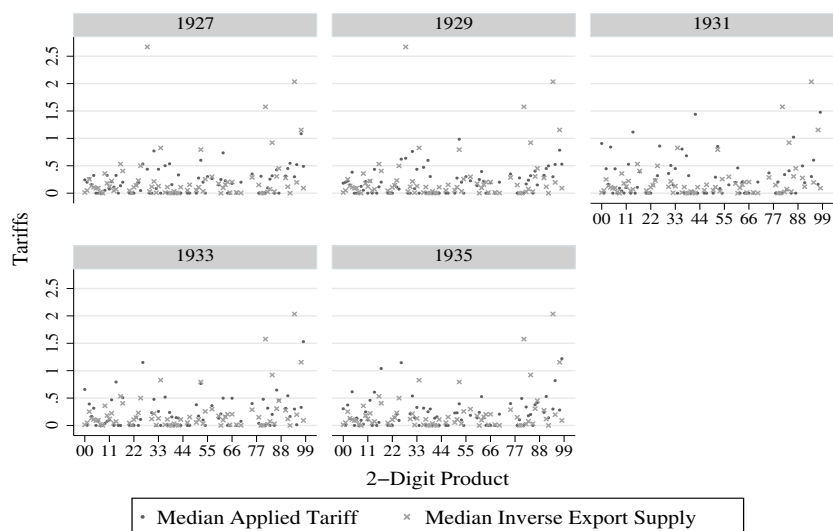 1927
1929
1931
0 .5 1 1.5 2 2.5
00 11 22 33 44 55 66 77 88 99
Tariffs
1933
1935
0 .5 1 1.5 2 2.5
00 11 22 33 44 55 66 77 88 99
00 11 22 33 44 55 66 77 88 99
2−Digit Product
Median Applied Tariff
Median Inverse Export Supply